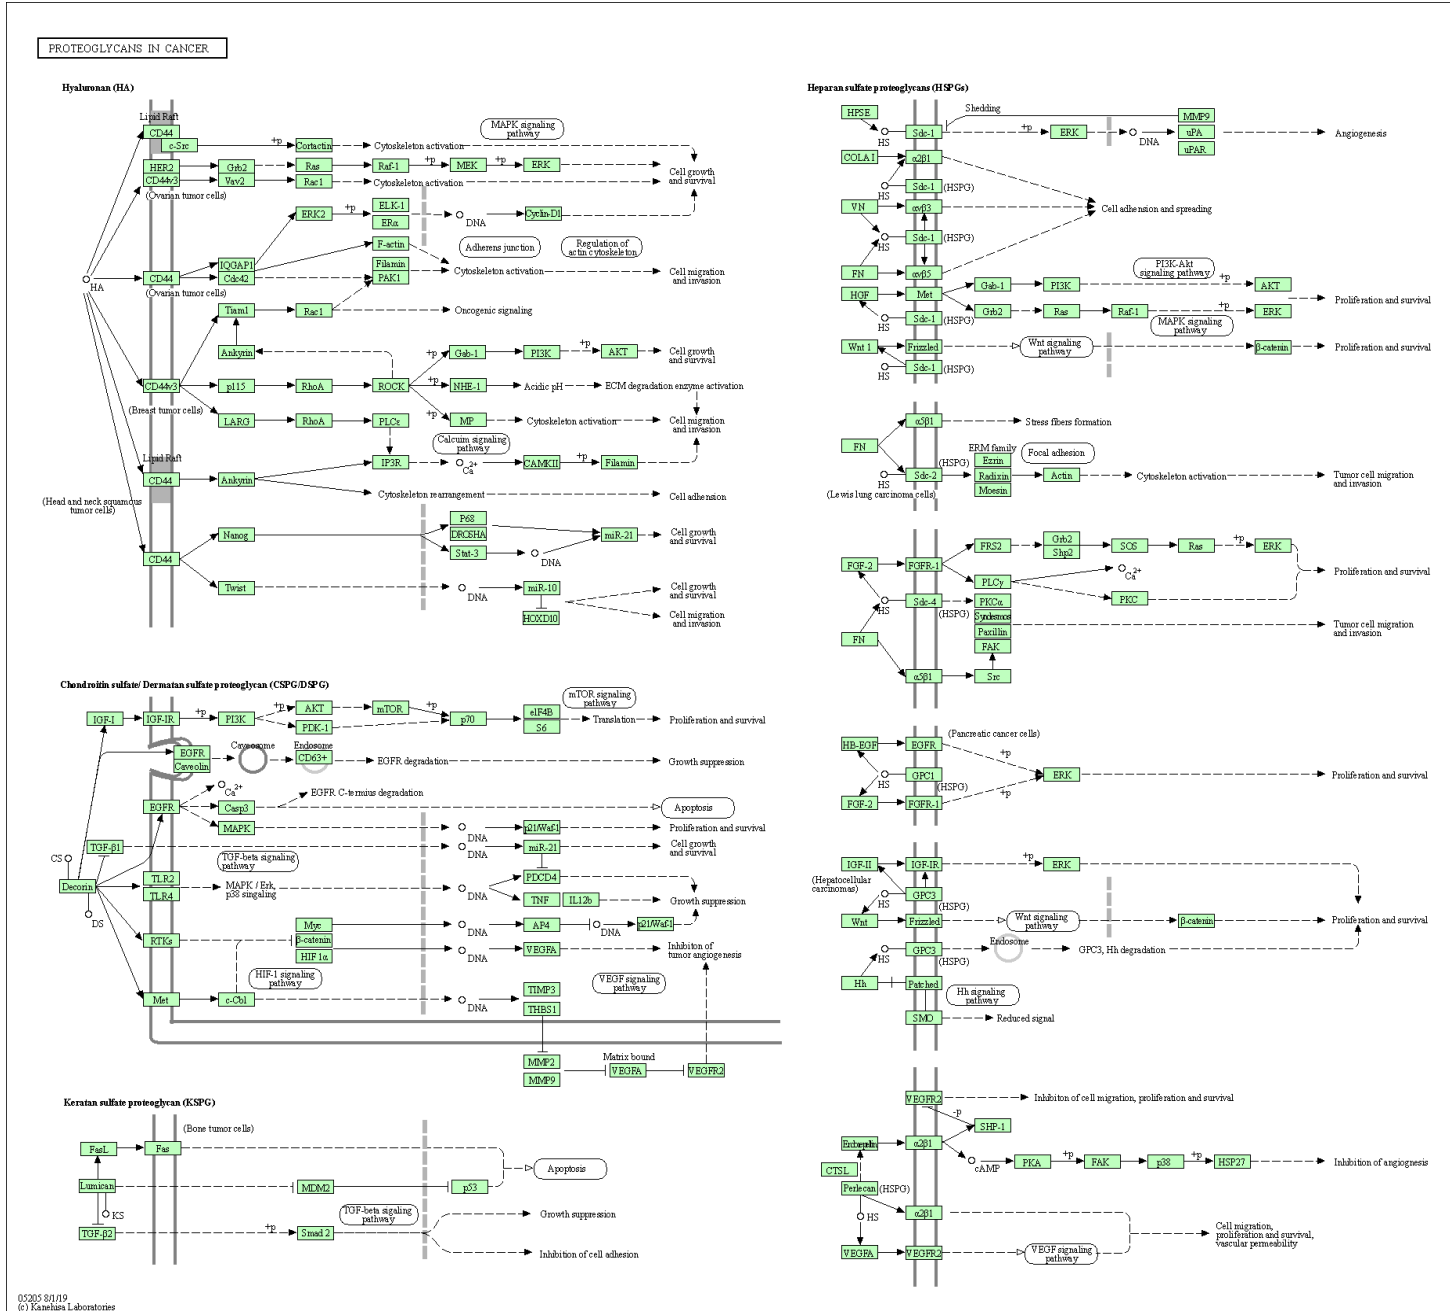 PROTEOGLYCANS IN CANCER
Hyaluronan (HA)
Lipid Raft
CD44
c-Src
+p
Cortactin
Cytoskeleton activation
MAPK signaling
pathway
HER2
Grb2
Ras
Raf-1
+p
MEK
+p
ERK
Cell growth
and survival
CD44v3
Vav2
Rac1
Cytoskeleton activation
(Ovarian tumor cells)
ERK2
+p
ELK-1
ERα
DNA
Cyclin-D1
F-actin
Adherens junction
Regulation of
actin cytoskeleton
HA
CD44
IQGAP1
Cdc42
Filamin
PAK1
Cytoskeleton activation
Cell migration
and invasion
(Ovarian tumor cells)
Tiam1
Rac1
Oncogenic signaling
Ankyrin
+p
Gab-1
PI3K
+p
AKT
Cell growth
and survival
CD44v3
p115
RhoA
ROCK
+p
NHE-1
Acidic pH
ECM degradation enzyme activation
(Breast tumor cells)
LARG
RhoA
PLCε
+p
MP
Cytoskeleton activation
Cell migration
and invasion
Calcuim signaling
pathway
Lipid Raft
IP3R
Ca2+
CAMKII
+p
Filamin
CD44
Ankyrin
Cytoskeleton rearrangement
Cell adhension
(Head and neck squamous
tumor cells)
Nanog
P68
DROSHA
Stat-3
DNA
miR-21
Cell growth
and survival
CD44
Twist
DNA
miR-10
HOXD10
Cell growth
and survival
Cell migration
and invasion
Chondroitin sulfate/ Dermatan sulfate proteoglycan (CSPG/DSPG)
IGF-I
IGF-IR
+p
PI3K
AKT
PDK-1
mTOR
+p
p70
eIF4B
S6
mTOR signaling
pathway
Translation
Proliferation and survival
EGFR
Caveolin
Caveosome
Endosome
CD63+
EGFR degradation
Growth suppression
EGFR
Ca2+
Casp3
EGFR C-termius degradation
Apoptosis
MAPK
DNA
p21/Waf-1
Proliferation and survival
TGF-β1
DNA
miR-21
Cell growth
and survival
CS
TGF-beta signaling
pathway
Decorin
TLR2
TLR4
MAPK / Erk,
p38 singaling
DNA
PDCD4
TNF
IL12b
Growth suppression
DS
RTKs
Myc
β-catenin
HIF 1α
DNA
AP4
DNA
p21/Waf-1
DNA
VEGFA
Inhibiton of
tumor angiogenesis
HIF-1 signaling
pathway
Met
c-Cbl
DNA
TIMP3
THBS1
VEGF signaling
pathway
MMP2
MMP9
Matrix bound
VEGFA
VEGFR2
Keratan sulfate proteoglycan (KSPG)
(Bone tumor cells)
FasL
Fas
Apoptosis
Lumican
MDM2
p53
KS
TGF-β2
+p
Smad 2
TGF-beta sigaling
pathway
Growth suppression
Inhibition of cell adhesion
05205 8/1/19
(c) Kanehisa Laboratories
Heparan sulfate proteoglycans (HSPGs)
HPSE
HS
Sdc-1
Shedding
+p
ERK
DNA
MMP9
uPA
uPAR
Angiogenesis
COLA I
α2β1
Sdc-1
(HSPG)
HS
VN
αvβ3
Cell adhesion and spreading
Sdc-1
(HSPG)
HS
FN
αvβ5
HGF
Met
Gab-1
PI3K
PI3K-Akt
signaling pathway
+p
AKT
Proliferation and survival
Sdc-1
(HSPG)
HS
Grb2
Ras
Raf-1
+p
ERK
MAPK signaling
pathway
Wnt 1
Frizzled
Wnt signaling
pathway
β-catenin
Proliferation and survival
Sdc-1
(HSPG)
HS
α5β1
Stress fibers formation
FN
HS
Sdc-2
(HSPG)
ERM family
Ezrin
Radixin
Moesin
Focal adhesion
Actin
Cytoskeleton activation
Tumor cell migration
and invasion
(Lewis lung carcinoma cells)
FGF-2
FGFR-1
FRS2
Grb2
Shp2
SOS
Ras
+p
ERK
PLCγ
Ca2+
PKC
Proliferation and survival
HS
Sdc-4
(HSPG)
PKCα
Syndesmos
Paxillin
FAK
Tumor cell migration
and invasion
FN
α5β1
Src
HB-EGF
EGFR
(Pancreatic cancer cells)
+p
HS
GPC1
(HSPG)
ERK
Proliferation and survival
FGF-2
FGFR-1
+p
IGF-II
IGF-IR
+p
ERK
(Hepatocellular
carcinomas)
HS
GPC3
(HSPG)
Wnt
Frizzled
Wnt signaling
pathway
β-catenin
Proliferation and survival
HS
GPC3
(HSPG)
Endosome
GPC3, Hh degradation
Hh
Patched
Hh signaling
pathway
SMO
Reduced signal
VEGFR2
Inhibiton of cell migration, proliferation and survival
-p
SHP-1
α2β1
cAMP
PKA
+p
FAK
p38
+p
HSP27
Inhibition of angiognesis
CTSL
Perlecan
(HSPG)
HS
α2β1
Cell migration,
proliferation and survival,
vascular permeability
VEGFA
VEGFR2
VEGF signaling
pathway